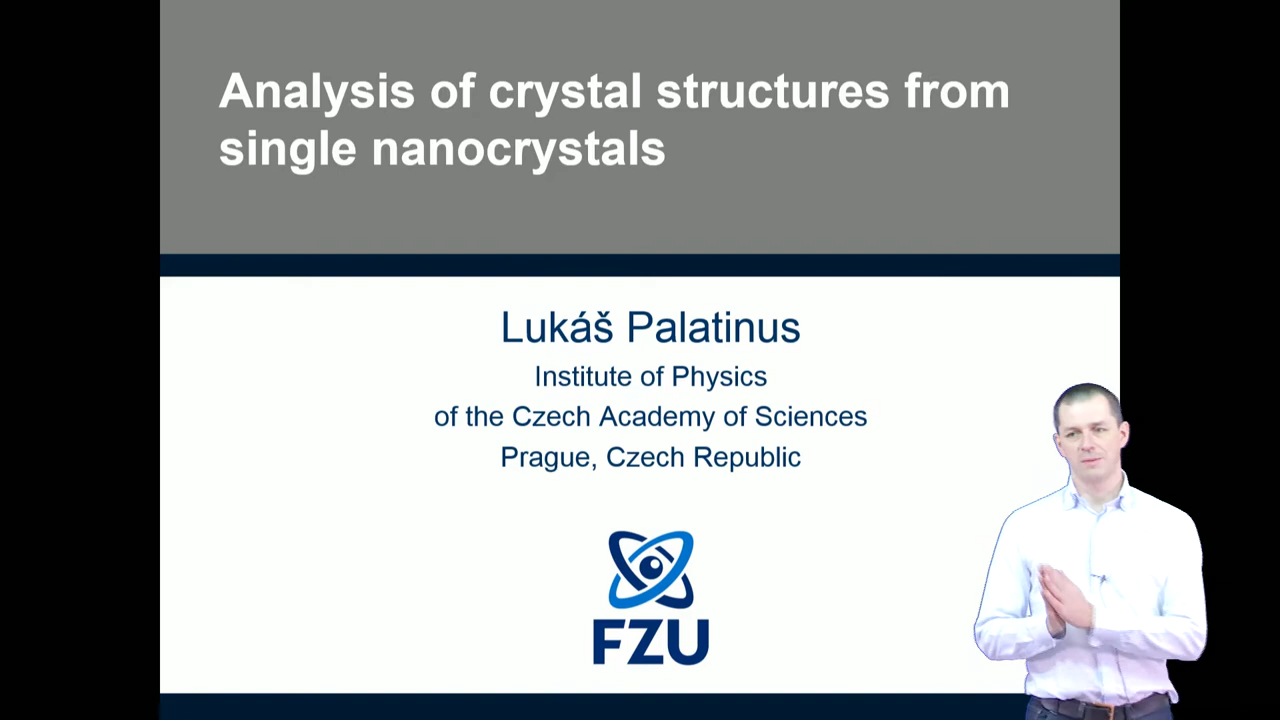 Analysis of crystal structures from
single nanocrystals
Lukáš Palatinus
Institute of Physics
of the Czech Academy of Sciences
Prague, Czech Republic
FZU